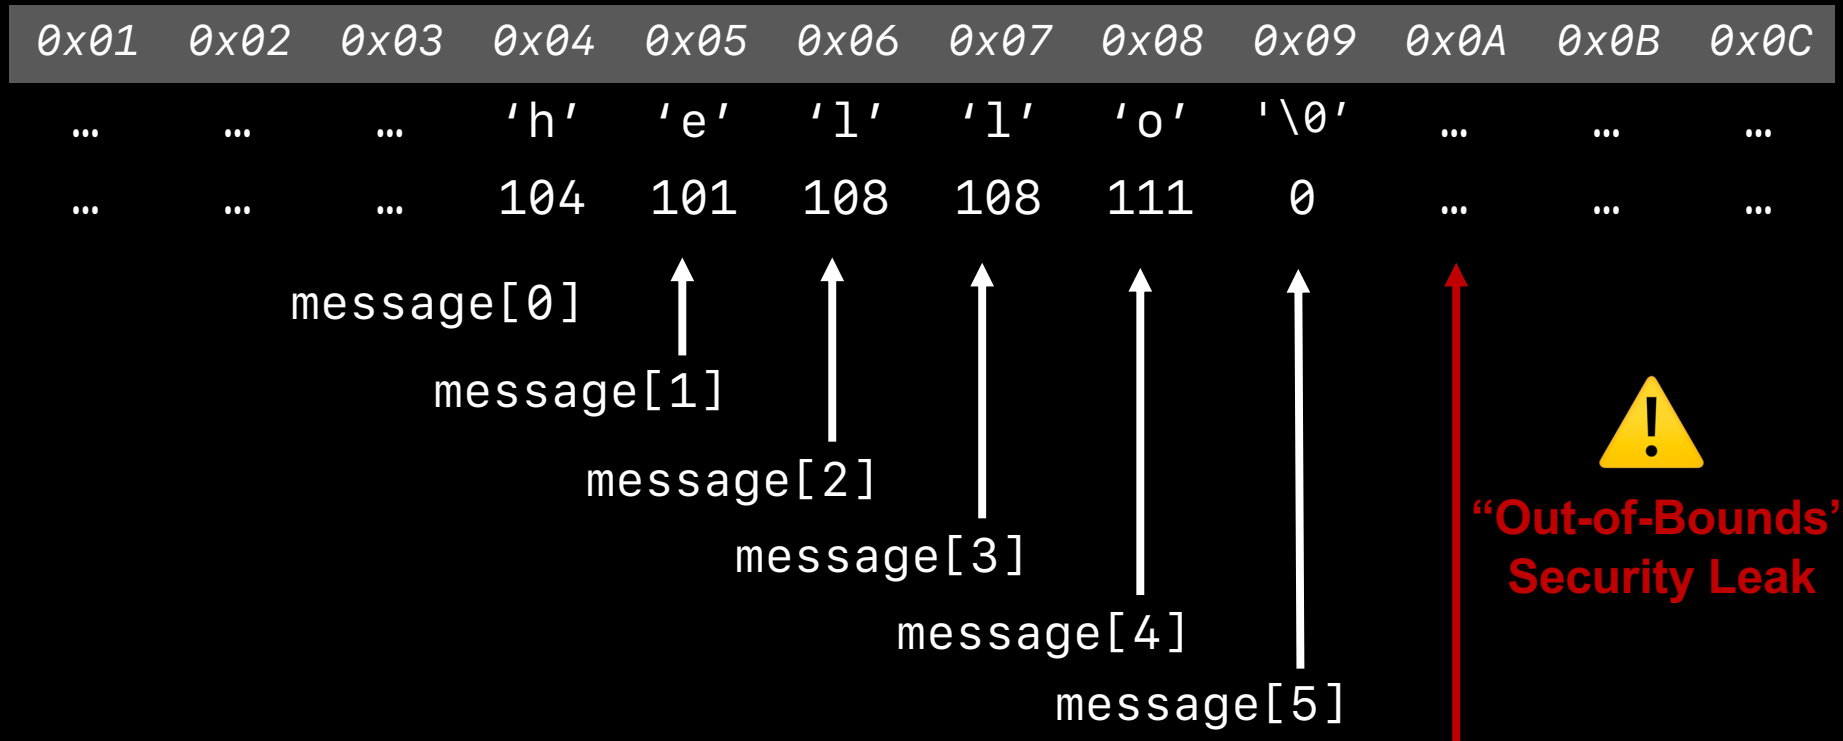 0x01 0x02 0x03 0x04 0x05 0x06 0x07 0x08 0x09 0x0A 0x0B 0x0C
… … … ‘h’ ‘e’ ‘l’ ‘l’ ‘o’ '\0’ … … …
… … … 104 101 108 108 111 0 … … …
message[0]
message[1]
message[2]
message[3]
message[4]
message[5]
“Out-of-Bounds’
Security Leak